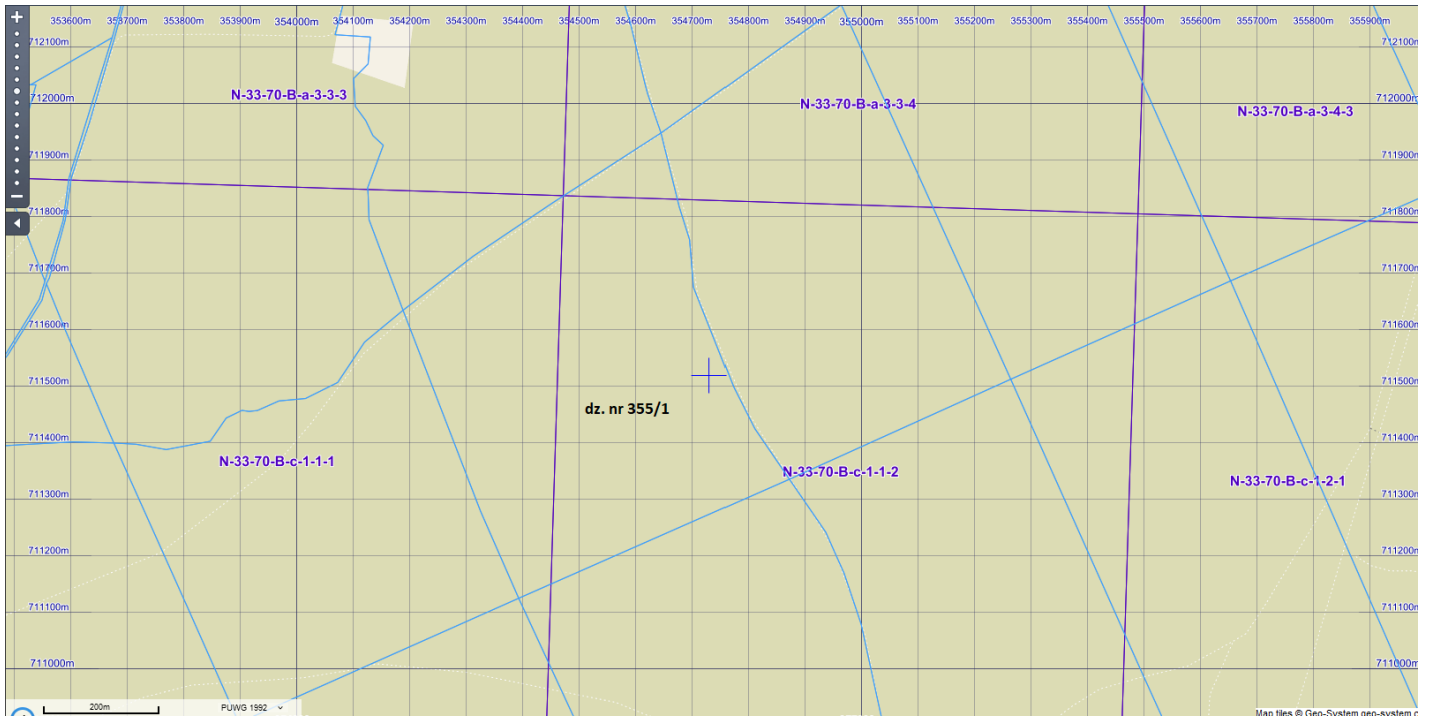 353600m 353700m 353800m 353900m 354000m 354100m 354200m 354300m 354400m 354500m 354600m 354700m 354800m 354900m 355000m 355100m 355200m 355300m 355400m 355500m 355600m 355700m 355800m 355900m
712100m 712100m
N-33-70-B-a-3-3-3 N-33-70-B-a-3-3-4 N-33-70-B-a-3-4-3
712000m 712000m
711900m 711900m
711800m 711800m
711700m 711700m
711600m 711600m
711500m 711500m
dz. nr 355/1
711400m 711400m
N-33-70-B-c-1-1-1 N-33-70-B-c-1-1-2 N-33-70-B-c-1-2-1
711300m 711300m
711200m 711200m
711100m 711100m
711000m 711000m
200m PUWG 1992
Map tiles © Geo-System geo-system.c